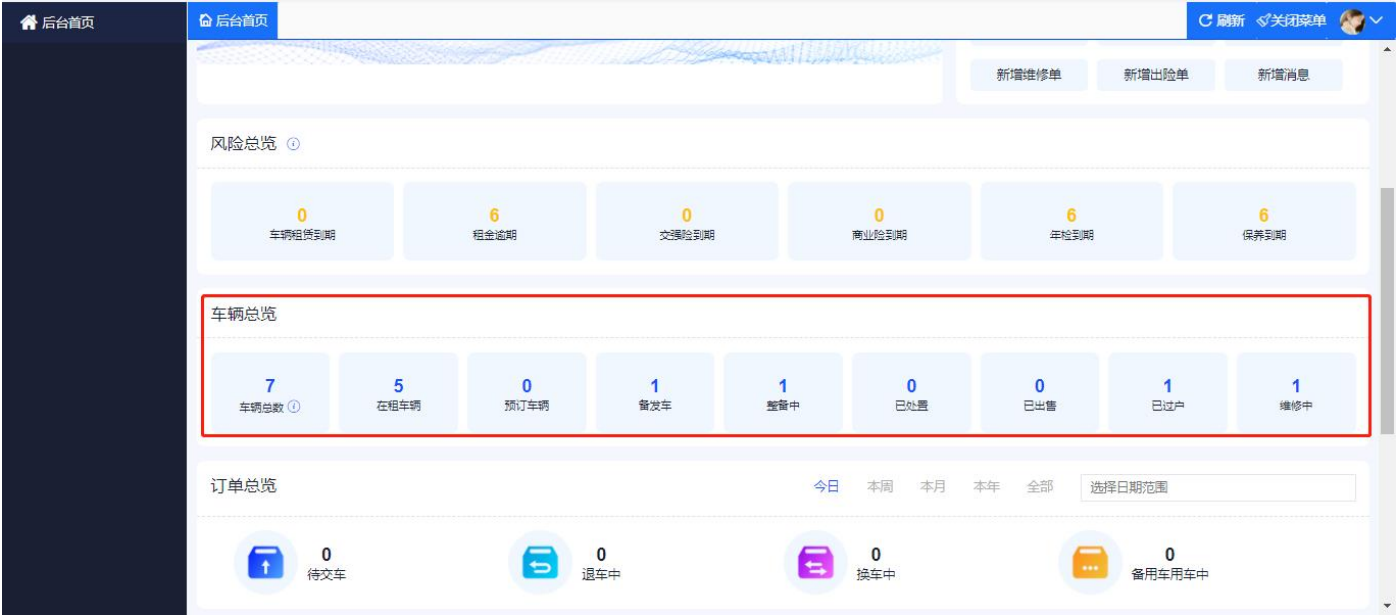 后台首页
后台首页
刷新 关闭菜单
新增维修单 新增出险单 新增消息
风险总览
0 6 0 0 6 6
车辆租赁到期 租金逾期 交强险到期 商业险到期 年检到期 保养到期
车辆总览
7 5 0 1 1 0 0 1 1
车辆总数 在租车辆 预订车辆 备发车 整备中 已处置 已出售 已过户 维修中
订单总览 今日 本周 本月 本年 全部 选择日期范围
0 0 0 0
待交车 退车中 换车中 备用车用车中